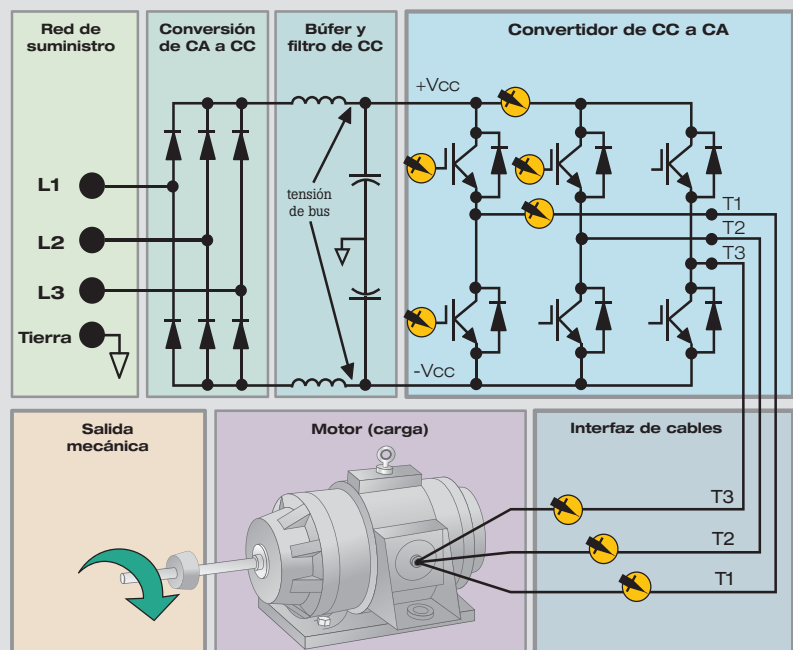 Red de
suministro
Conversión
de CA a CC
Búfer y
filtro de CC
Convertidor de CC a CA
+Vcc
L1
L2
L3
Tierra
tensión
de bus
T1
T2
T3
-Vcc
Salida
mecánica
Motor (carga)
Interfaz de cables
T3
T2
T1